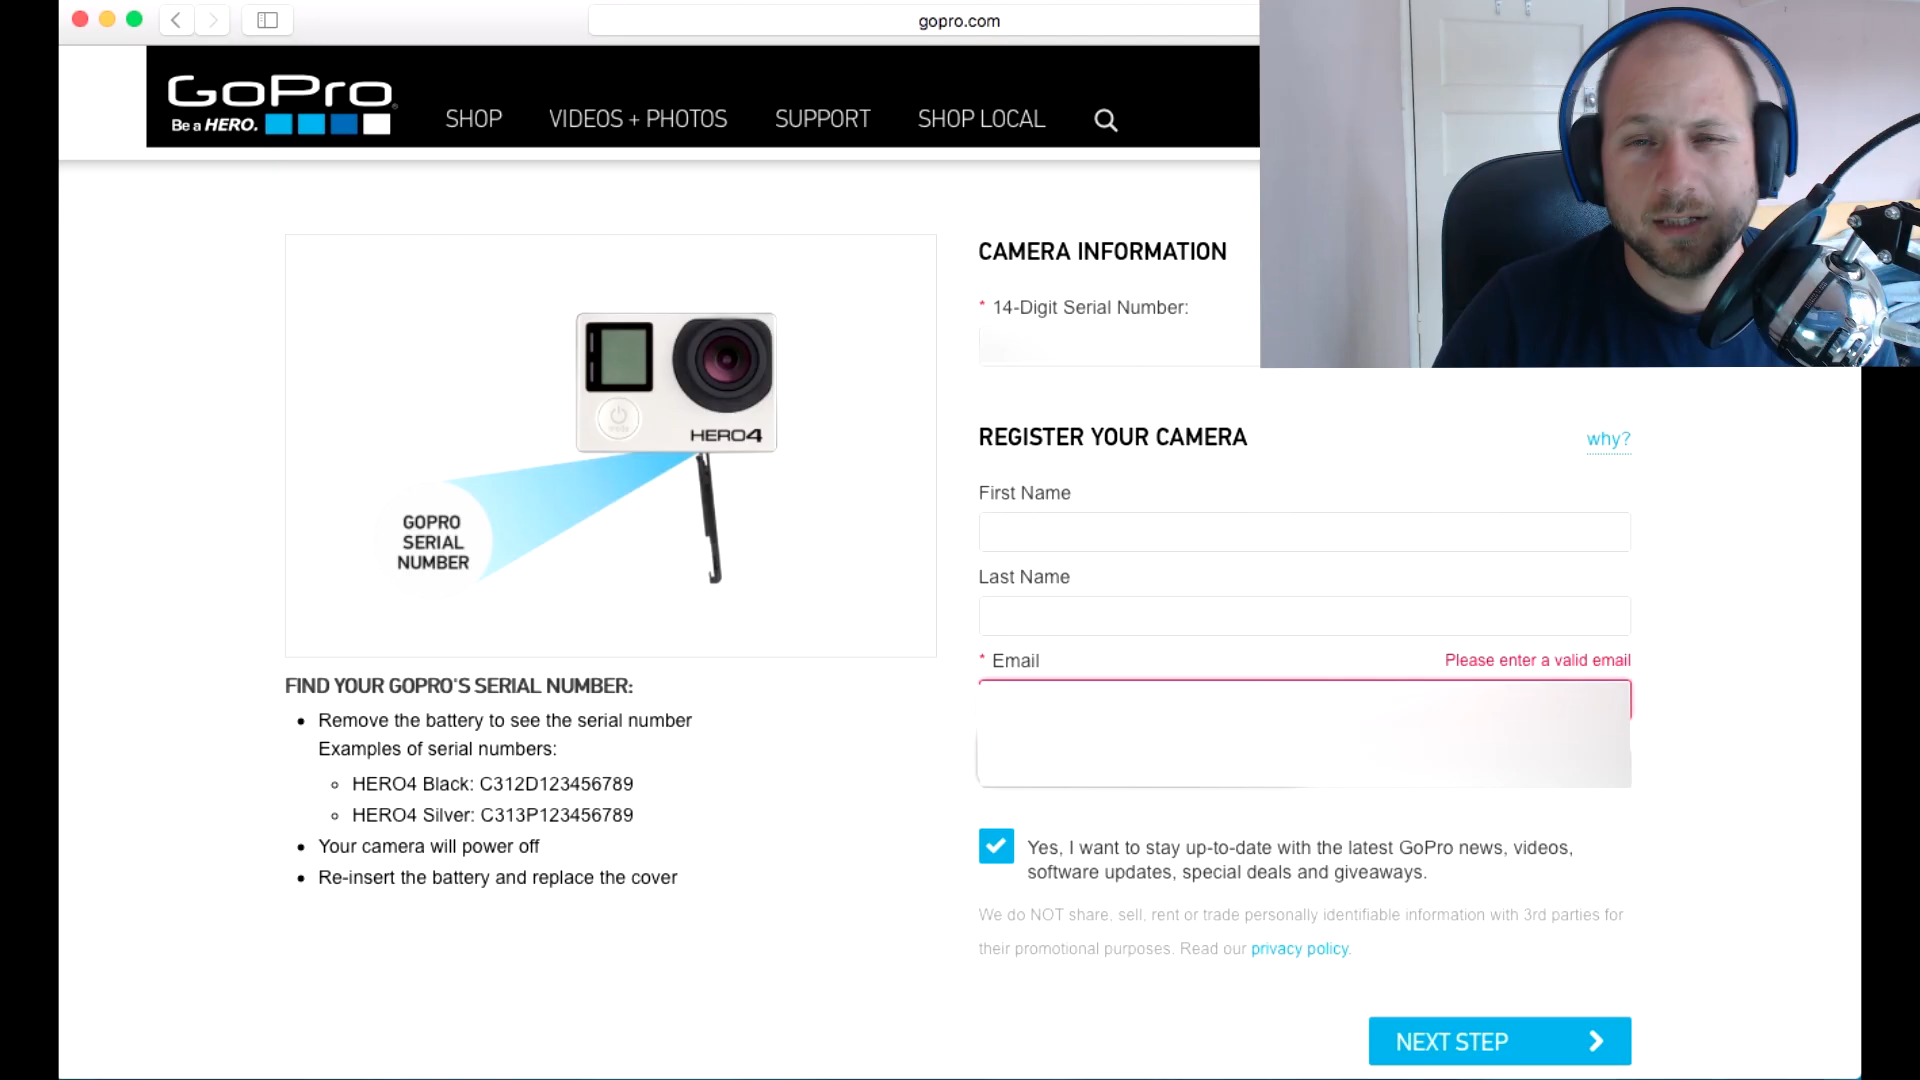 gopro.com
GoPro
Be a HERO.
SHOP
VIDEOS + PHOTOS
SUPPORT
SHOP LOCAL
CAMERA INFORMATION
* 14-Digit Serial Number:
HERO4
GOPRO
SERIAL
NUMBER
REGISTER YOUR CAMERA
why?
First Name
Last Name
* Email
Please enter a valid email
FIND YOUR GOPRO'S SERIAL NUMBER:
• Remove the battery to see the serial number
Examples of serial numbers:
HERO4 Black: C312D123456789
HERO4 Silver: C313P123456789
• Your camera will power off
• Re-insert the battery and replace the cover
Yes, I want to stay up-to-date with the latest GoPro news, videos,
software updates, special deals and giveaways.
We do NOT share, sell, rent or trade personally identifiable information with 3rd parties for
their promotional purposes. Read our privacy policy.
NEXT STEP